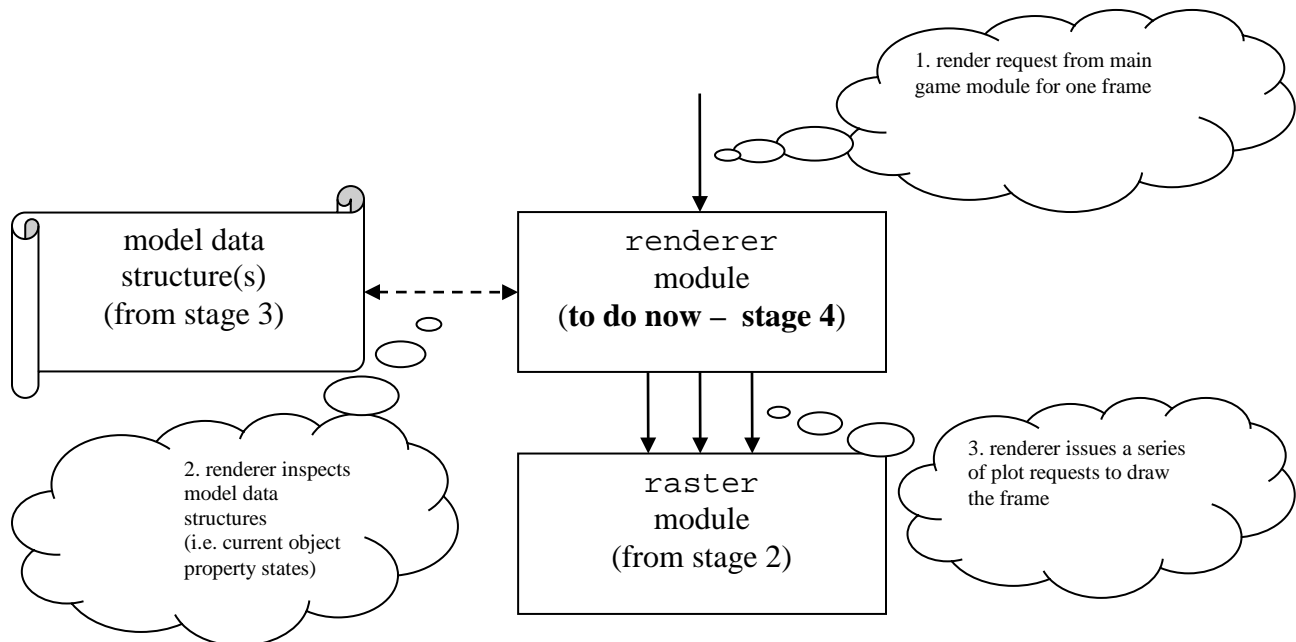 1. render request from main
game module for one frame
model data
structure(s)
(from stage 3)
renderer
module
(to do now – stage 4)
2. renderer inspects
model data
structures
(i.e. current object
property states)
raster
module
(from stage 2)
3. renderer issues a series
of plot requests to draw
the frame